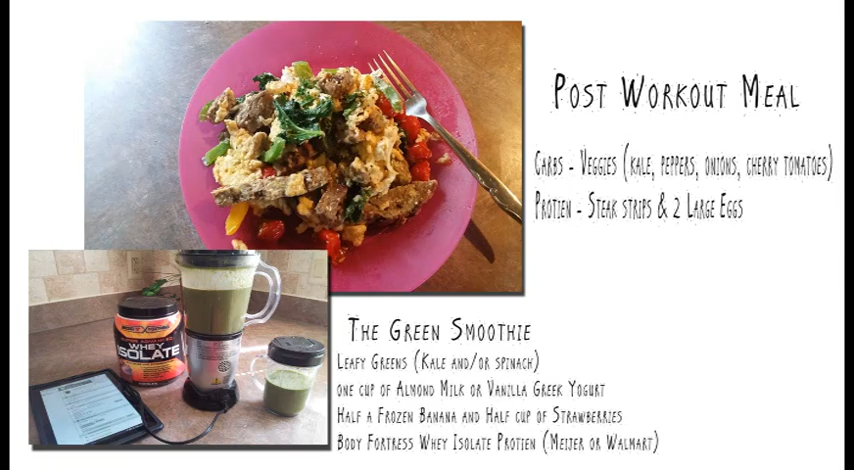 Post Workout Meal
Carbs - Veggies (kale, peppers, onions, cherry tomatoes)
Protien - Steak strips & 2 Large Eggs
The Green Smoothie
Leafy Greens (Kale and/or spinach)
one cup of Almond Milk or Vanilla Greek Yogurt
Half a Frozen Banana and Half cup of Strawberries
Body Fortress Whey Isolate Protien (Meijer or Walmart)
WHEY
ISOLATE